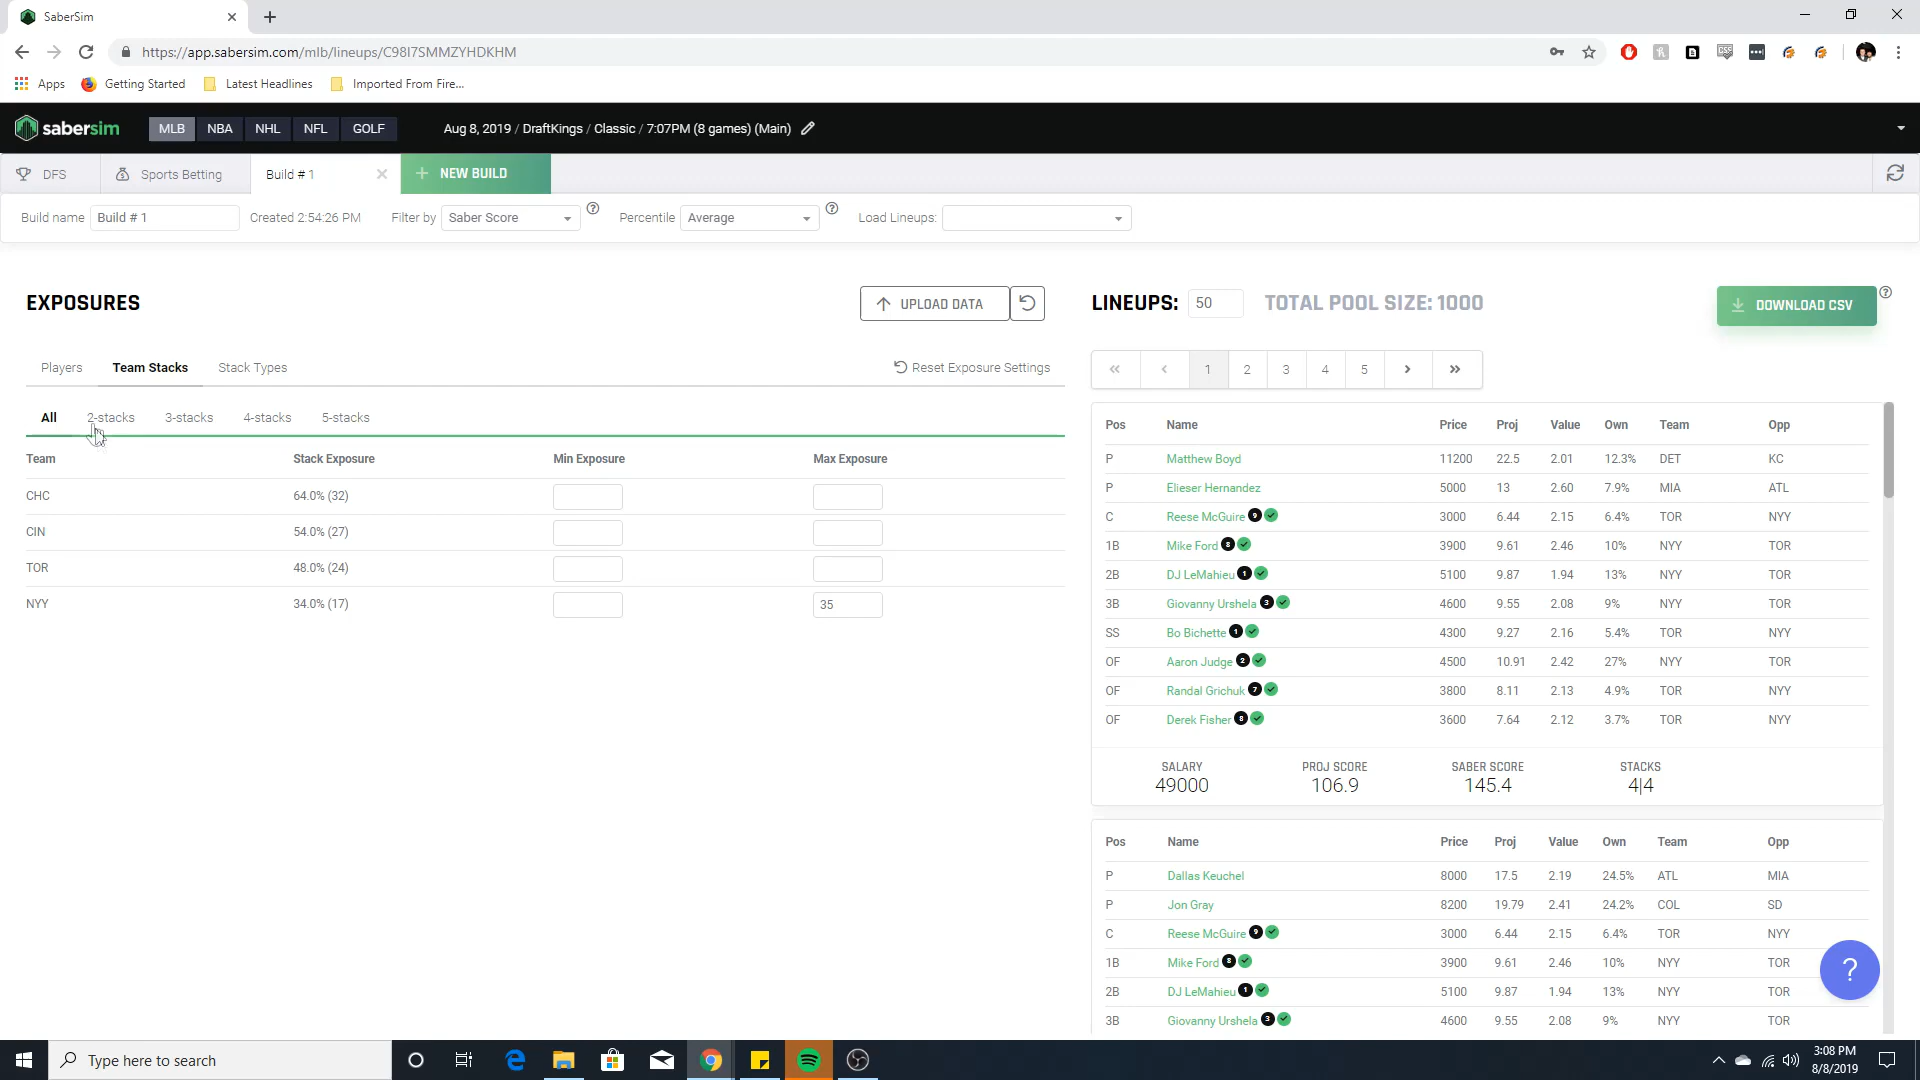 SaberSim
https://app.sabersim.com/mlb/lineups/C98I7SMMZYHDKHM
Apps Getting Started Latest Headlines Imported From Fire...
sabersim MLB NBA NHL NFL GOLF Aug 8, 2019 / DraftKings / Classic / 7:07PM (8 games) (Main)
DFS Sports Betting Build # 1 + NEW BUILD
Build name Build # 1 Created 2:54:26 PM Filter by Saber Score Percentile Average Load Lineups:
EXPOSURES UPLOAD DATA LINEUPS: 50 TOTAL POOL SIZE: 1000 DOWNLOAD CSV
Players Team Stacks Stack Types Reset Exposure Settings « ‹ 1 2 3 4 5 › »
All 2-stacks 3-stacks 4-stacks 5-stacks
Team Stack Exposure Min Exposure Max Exposure
CHC 64.0% (32)
CIN 54.0% (27)
TOR 48.0% (24)
NYY 34.0% (17) 35
Pos Name Price Proj Value Own Team Opp
P Matthew Boyd 11200 22.5 2.01 12.3% DET KC
P Elieser Hernandez 5000 13 2.60 7.9% MIA ATL
C Reese McGuire 9 3000 6.44 2.15 6.4% TOR NYY
1B Mike Ford 8 3900 9.61 2.46 10% NYY TOR
2B DJ LeMahieu 1 5100 9.87 1.94 13% NYY TOR
3B Giovanny Urshela 3 4600 9.55 2.08 9% NYY TOR
SS Bo Bichette 1 4300 9.27 2.16 5.4% TOR NYY
OF Aaron Judge 2 4500 10.91 2.42 27% NYY TOR
OF Randal Grichuk 7 3800 8.11 2.13 4.9% TOR NYY
OF Derek Fisher 8 3600 7.64 2.12 3.7% TOR NYY
SALARY PROJ SCORE SABER SCORE STACKS
49000 106.9 145.4 4|4
Pos Name Price Proj Value Own Team Opp
P Dallas Keuchel 8000 17.5 2.19 24.5% ATL MIA
P Jon Gray 8200 19.79 2.41 24.2% COL SD
C Reese McGuire 9 3000 6.44 2.15 6.4% TOR NYY
1B Mike Ford 8 3900 9.61 2.46 10% NYY TOR
2B DJ LeMahieu 1 5100 9.87 1.94 13% NYY TOR
3B Giovanny Urshela 3 4600 9.55 2.08 9% NYY TOR
?
Type here to search 3:08 PM
8/8/2019